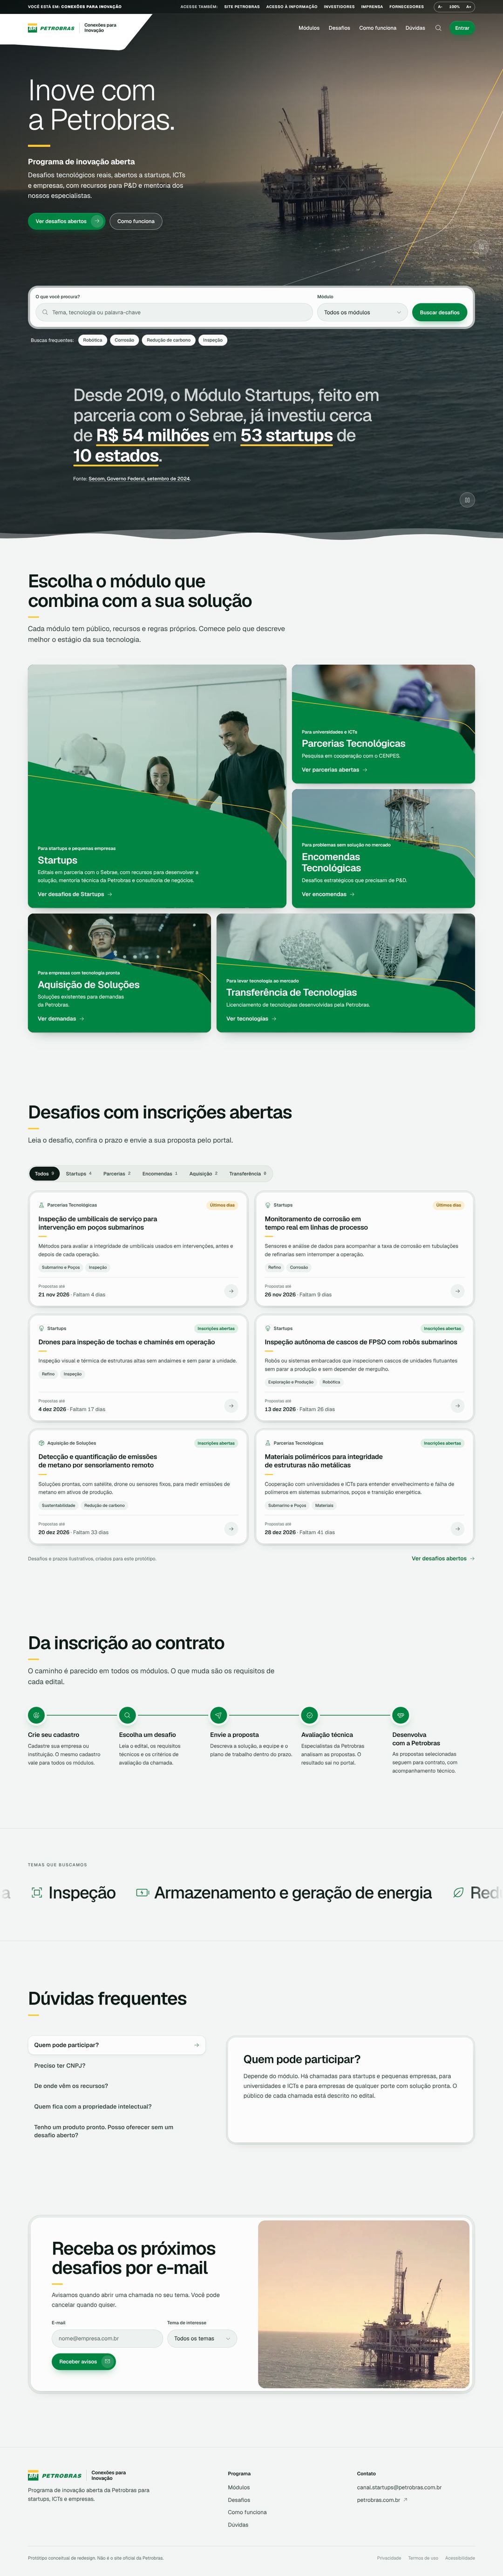 VOCÊ ESTÁ EM: CONEXÕES PARA INOVAÇÃO
ACESSE TAMBÉM: SITE PETROBRAS ACESSO À INFORMAÇÃO INVESTIDORES IMPRENSA FORNECEDORES A- 100% A+
BR PETROBRAS Conexões para
Inovação
Módulos Desafios Como funciona Dúvidas Entrar
Inove com
a Petrobras.
Programa de inovação aberta
Desafios tecnológicos reais, abertos a startups, ICTs
e empresas, com recursos para P&D e mentoria dos
nossos especialistas.
Ver desafios abertos
Como funciona
O que você procura?
Módulo
Tema, tecnologia ou palavra-chave
Todos os módulos
Buscar desafios
Buscas frequentes: Robótica Corrosão Redução de carbono Inspeção
Desde 2019, o Módulo Startups, feito em
parceria com o Sebrae, já investiu cerca
de R$ 54 milhões em 53 startups de
10 estados.
Fonte: Secom, Governo Federal, setembro de 2024.
Escolha o módulo que
combina com a sua solução
Cada módulo tem público, recursos e regras próprios. Comece pelo que descreve
melhor o estágio da sua tecnologia.
Para startups e pequenas empresas
Startups
Editais em parceria com o Sebrae, com recursos para desenvolver a
solução, mentoria técnica da Petrobras e consultoria de negócios.
Ver desafios de Startups
Para universidades e ICTs
Parcerias Tecnológicas
Pesquisa em cooperação com o CENPES.
Ver parcerias abertas
Para problemas sem solução no mercado
Encomendas
Tecnológicas
Desafios estratégicos que precisam de P&D.
Ver encomendas
Para empresas com tecnologia pronta
Aquisição de Soluções
Soluções existentes para demandas
da Petrobras.
Ver demandas
Para levar tecnologia ao mercado
Transferência de Tecnologias
Licenciamento de tecnologias desenvolvidas pela Petrobras.
Ver tecnologias
Desafios com inscrições abertas
Leia o desafio, confira o prazo e envie a sua proposta pelo portal.
Todos Startups Parcerias Encomendas Aquisição Transferência
Parcerias Tecnológicas
Últimos dias
Inspeção de umbilicais de serviço para
intervenção em poços submarinos
Métodos para avaliar a integridade de umbilicais usados em intervenções, antes e
depois de cada operação.
Submarino e Poços Inspeção
Propostas até
21 nov 2026 · Faltam 4 dias
Startups
Últimos dias
Monitoramento de corrosão em
tempo real em linhas de processo
Sensores e análise de dados para acompanhar a taxa de corrosão em tubulações
de refinarias sem interromper a operação.
Refino Corrosão
Propostas até
26 nov 2026 · Faltam 9 dias
Startups
Inscrições abertas
Drones para inspeção de tochas e chaminés em operação
Inspeção visual e térmica de estruturas altas sem andaimes e sem parar a unidade.
Refino Inspeção
Propostas até
4 dez 2026 · Faltam 17 dias
Startups
Inscrições abertas
Inspeção autônoma de cascos de FPSO com robôs submarinos
Robôs ou sistemas embarcados que inspecionam cascos de unidades flutuantes
sem parar a produção e sem depender de mergulho.
Exploração e Produção Robótica
Propostas até
13 dez 2026 · Faltam 26 dias
Aquisição de Soluções
Inscrições abertas
Detecção e quantificação de emissões
de metano por sensoriamento remoto
Soluções prontas, com satélite, drone ou sensores fixos, para medir emissões de
metano em ativos de produção.
Sustentabilidade Redução de carbono
Propostas até
20 dez 2026 · Faltam 33 dias
Parcerias Tecnológicas
Inscrições abertas
Materiais poliméricos para integridade
de estruturas não metálicas
Cooperação com universidades e ICTs para entender envelhecimento e falha de
polímeros em sistemas submarinos, poços e transição energética.
Submarino e Poços Materiais
Propostas até
28 dez 2026 · Faltam 41 dias
Desafios e prazos ilustrativos, criados para este protótipo.
Ver desafios abertos
Da inscrição ao contrato
O caminho é parecido em todos os módulos. O que muda são os requisitos de
cada edital.
Crie seu cadastro
Cadastre sua empresa ou
instituição. O mesmo cadastro
vale para todos os módulos.
Escolha um desafio
Leia o edital, os requisitos
técnicos e os critérios de
avaliação da chamada.
Envie a proposta
Descreva a solução, a equipe e o
plano de trabalho dentro do prazo.
Avaliação técnica
Especialistas da Petrobras
analisam as propostas. O
resultado sai no portal.
Desenvolva
com a Petrobras
As propostas selecionadas
seguem para contrato, com
acompanhamento técnico.
TEMAS QUE BUSCAMOS
a Inspeção Armazenamento e geração de energia Red
Dúvidas frequentes
Quem pode participar?
Preciso ter CNPJ?
De onde vêm os recursos?
Quem fica com a propriedade intelectual?
Tenho um produto pronto. Posso oferecer sem um
desafio aberto?
Quem pode participar?
Depende do módulo. Há chamadas para startups e pequenas empresas, para
universidades e ICTs e para empresas de qualquer porte com solução pronta. O
público de cada chamada está descrito no edital.
Receba os próximos
desafios por e-mail
Avisamos quando abrir uma chamada no seu tema. Você pode
cancelar quando quiser.
E-mail
Tema de interesse
nome@empresa.com.br
Todos os temas
Receber avisos
BR PETROBRAS Conexões para
Inovação
Programa de inovação aberta da Petrobras para
startups, ICTs e empresas.
Programa
Módulos
Desafios
Como funciona
Dúvidas
Contato
canal.startups@petrobras.com.br
petrobras.com.br
Protótipo conceitual de redesign. Não é o site oficial da Petrobras.
Privacidade Termos de uso Acessibilidade